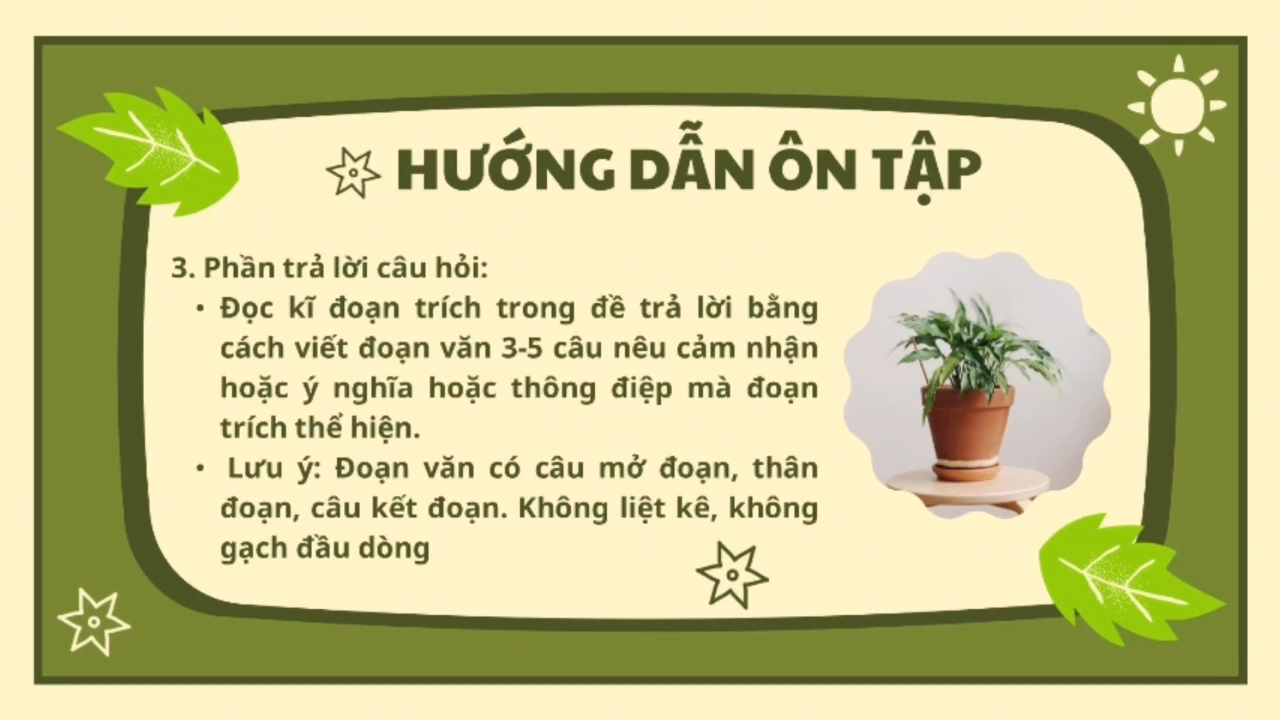 HƯỚNG DẪN ÔN TẬP
3. Phần trả lời câu hỏi:
• Đọc kĩ đoạn trích trong đề trả lời bằng
cách viết đoạn văn 3-5 câu nêu cảm nhận
hoặc ý nghĩa hoặc thông điệp mà đoạn
trích thể hiện.
• Lưu ý: Đoạn văn có câu mở đoạn, thân
đoạn, câu kết đoạn. Không liệt kê, không
gạch đầu dòng